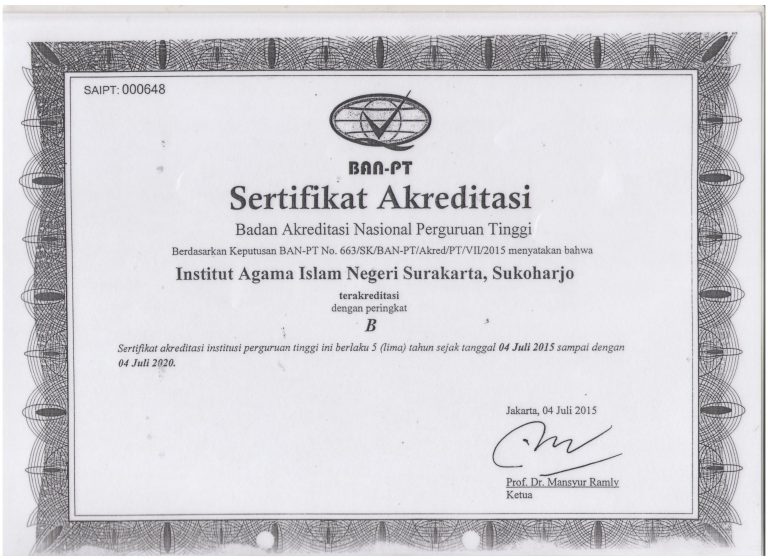 SAIPT: 000648
BAN-PT
Sertifikat Akreditasi
Badan Akreditasi Nasional Perguruan Tinggi
Berdasarkan Keputusan BAN-PT No. 663/SK/BAN-PT/Akred/PT/VII/2015 menyatakan bahwa
Institut Agama Islam Negeri Surakarta, Sukoharjo
terakreditasi
dengan peringkat
B
Sertifikat akreditasi institusi perguruan tinggi ini berlaku 5 (lima) tahun sejak tanggal 04 Juli 2015 sampai dengan
04 Juli 2020.
Jakarta, 04 Juli 2015
Prof. Dr. Mansyur Ramly
Ketua